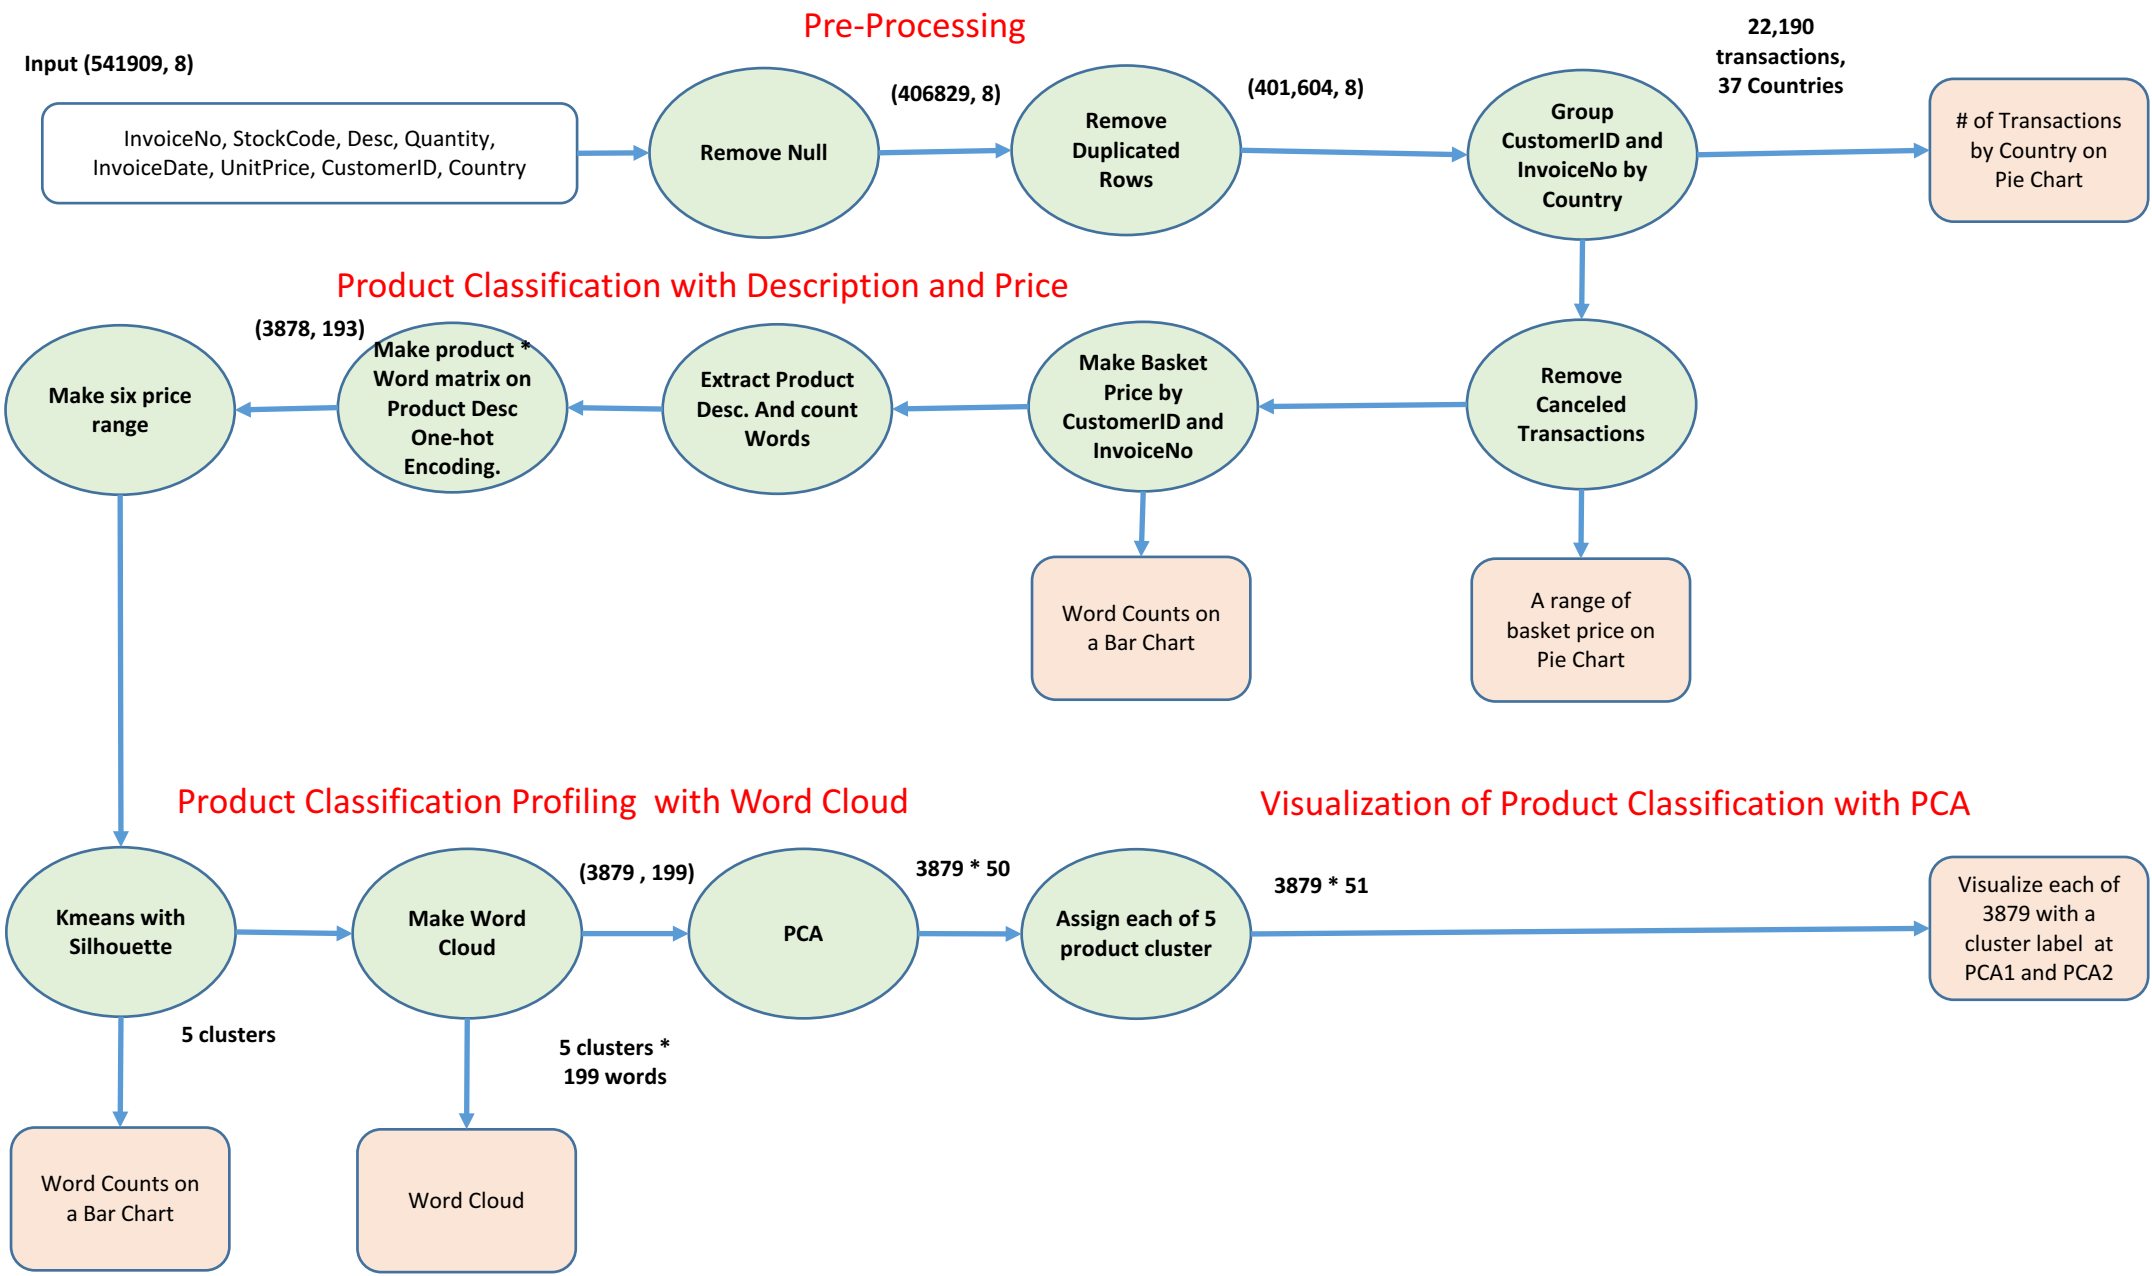 Pre-Processing
Input (541909, 8)
InvoiceNo, StockCode, Desc, Quantity,
InvoiceDate, UnitPrice, CustomerID, Country
Remove Null
(406829, 8)
Remove
Duplicated
Rows
(401,604, 8)
Group
CustomerID and
InvoiceNo by
Country
22,190
transactions,
37 Countries
# of Transactions
by Country on
Pie Chart
Product Classification with Description and Price
Make six price
range
(3878, 193)
Make product *
Word matrix on
Product Desc
One-hot
Encoding.
Extract Product
Desc. And count
Words
Make Basket
Price by
CustomerID and
InvoiceNo
Remove
Canceled
Transactions
Word Counts on
a Bar Chart
A range of
basket price on
Pie Chart
Product Classification Profiling  with Word Cloud
Visualization of Product Classification with PCA
Kmeans with
Silhouette
Make Word
Cloud
(3879 , 199)
PCA
3879 * 50
Assign each of 5
product cluster
3879 * 51
Visualize each of
3879 with a
cluster label  at
PCA1 and PCA2
5 clusters
5 clusters *
199 words
Word Counts on
a Bar Chart
Word Cloud